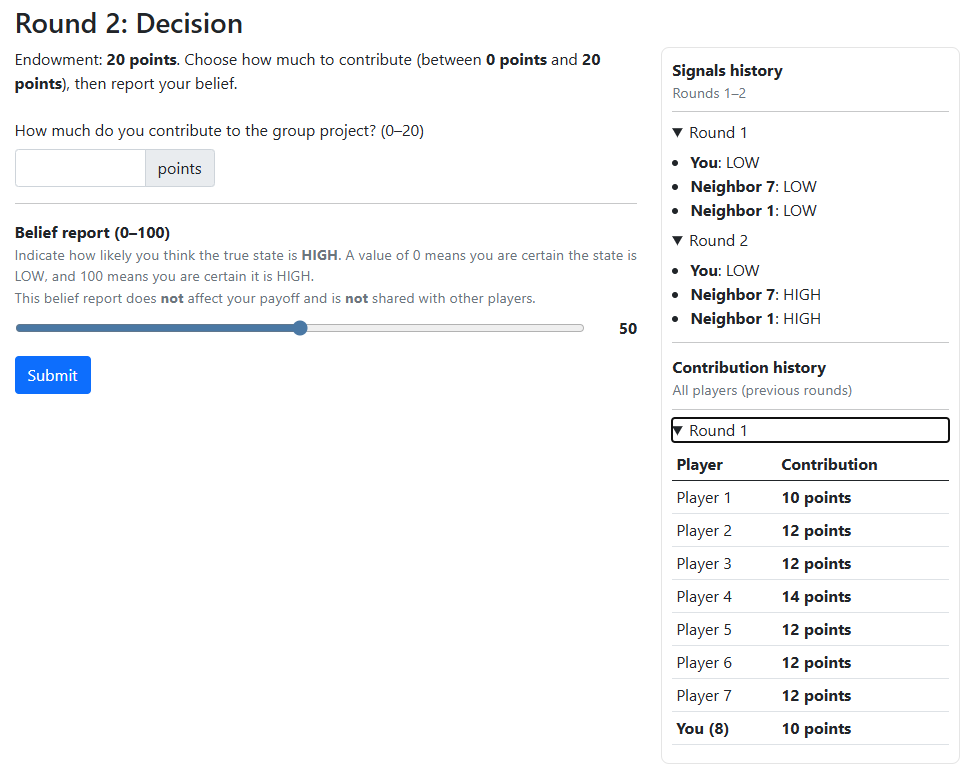 Round 2: Decision
Endowment: 20 points. Choose how much to contribute (between 0 points and 20
points), then report your belief.
How much do you contribute to the group project? (0–20)
points
Belief report (0–100)
Indicate how likely you think the true state is HIGH. A value of 0 means you are certain the state is
LOW, and 100 means you are certain it is HIGH.
This belief report does not affect your payoff and is not shared with other players.
50
Submit
Signals history
Rounds 1–2
Round 1
You: LOW
Neighbor 7: LOW
Neighbor 1: LOW
Round 2
You: LOW
Neighbor 7: HIGH
Neighbor 1: HIGH
Contribution history
All players (previous rounds)
Round 1
Player Contribution
Player 1 10 points
Player 2 12 points
Player 3 12 points
Player 4 14 points
Player 5 12 points
Player 6 12 points
Player 7 12 points
You (8) 10 points